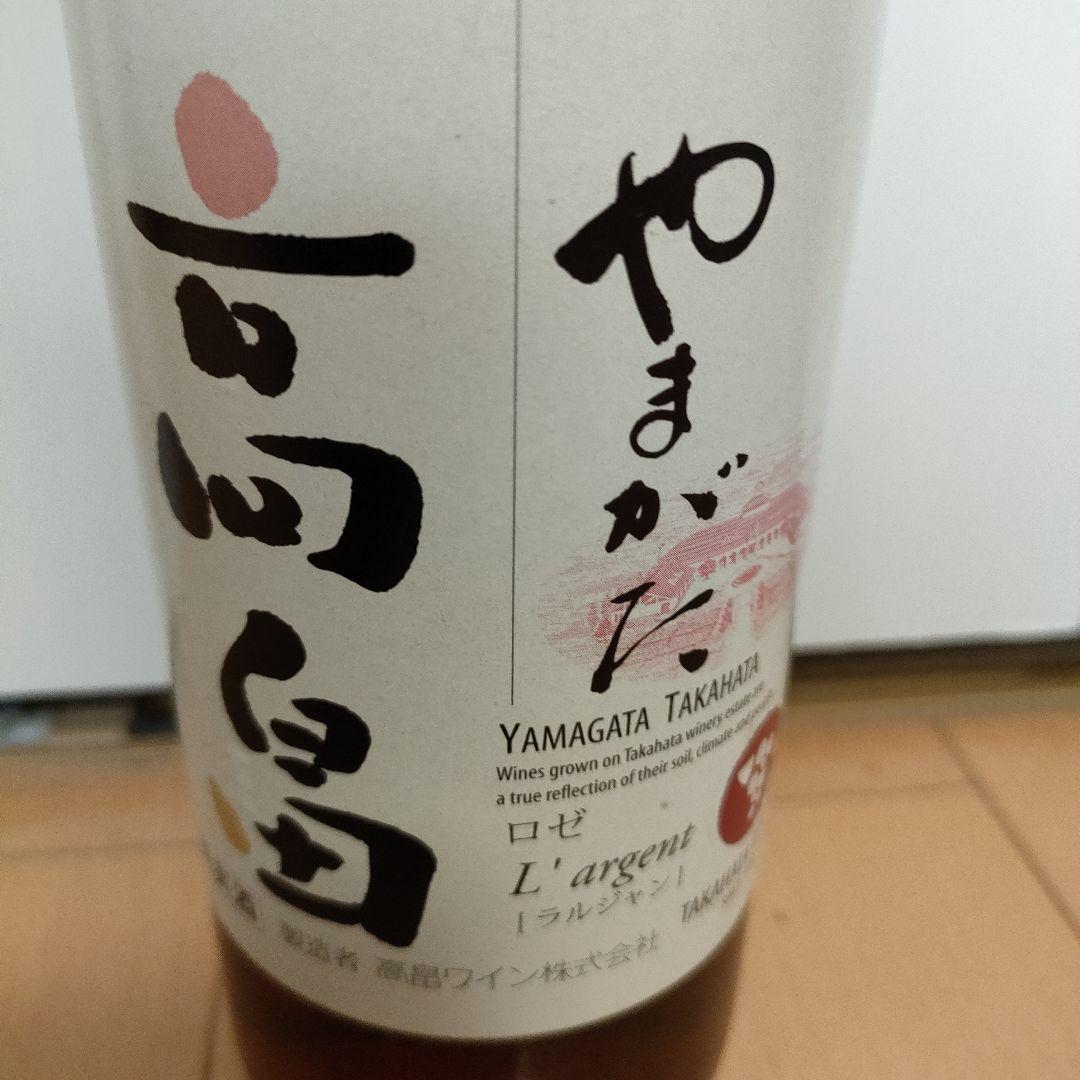 高畠
やまがた
YAMAGATA TAKAHATA
Wines grown on Takahata winery estate are
a true reflection of their soil, climate and people.
ロゼ
L'argent
[ラルジャン]
TAKAHATA
製造者 高畠ワイン株式会社